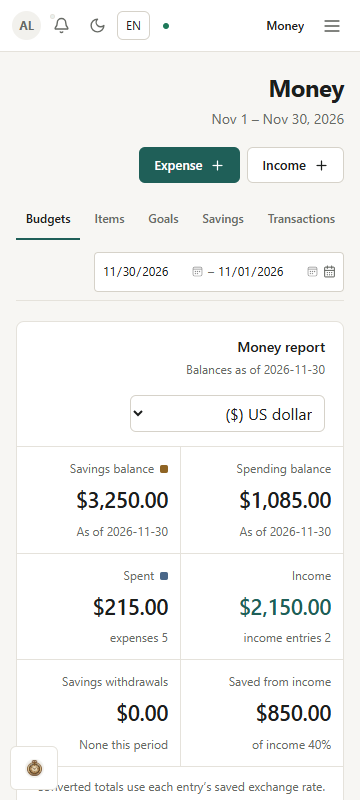 AL
EN
Money
Money
Nov 1 – Nov 30, 2026
Expense +
Income +
Budgets
Items
Goals
Savings
Transactions
11/30/2026 – 11/01/2026
Money report
Balances as of 2026-11-30
($) US dollar
Savings balance
Spending balance
$3,250.00
$1,085.00
As of 2026-11-30
As of 2026-11-30
Spent
Income
$215.00
$2,150.00
expenses 5
income entries 2
Savings withdrawals
Saved from income
$0.00
$850.00
None this period
of income 40%
converted totals use each entry's saved exchange rate.